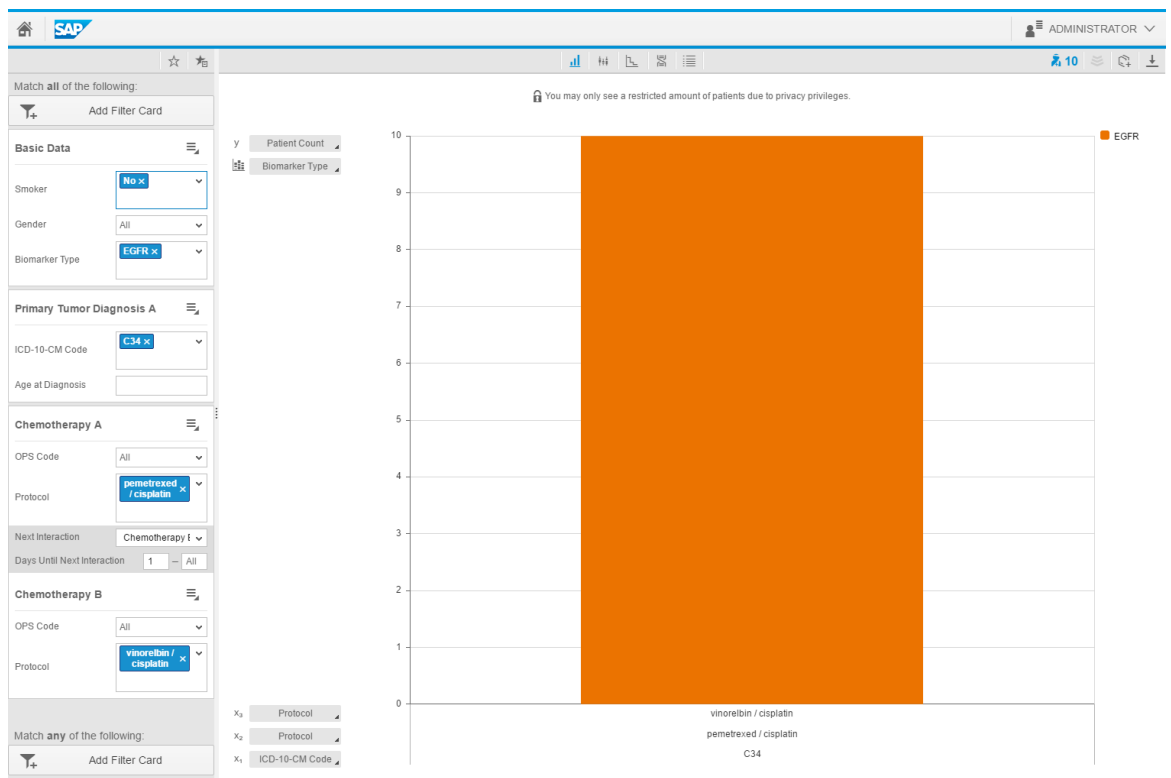 SAP
ADMINISTRATOR
10
Match all of the following:
Add Filter Card
Basic Data
Smoker
No ×
Gender
All
Biomarker Type
EGFR ×
Primary Tumor Diagnosis A
ICD-10-CM Code
C34 ×
Age at Diagnosis
Chemotherapy A
OPS Code
All
Protocol
pemetrexed
/ cisplatin ×
Next Interaction
Chemotherapy E
Days Until Next Interaction
1 – All
Chemotherapy B
OPS Code
All
Protocol
vinorelbin /
cisplatin ×
Match any of the following:
Add Filter Card
You may only see a restricted amount of patients due to privacy privileges.
y Patient Count
Biomarker Type
10
9
8
7
6
5
4
3
2
1
0
EGFR
x₃ Protocol
vinorelbin / cisplatin
x₂ Protocol
pemetrexed / cisplatin
x₁ ICD-10-CM Code
C34